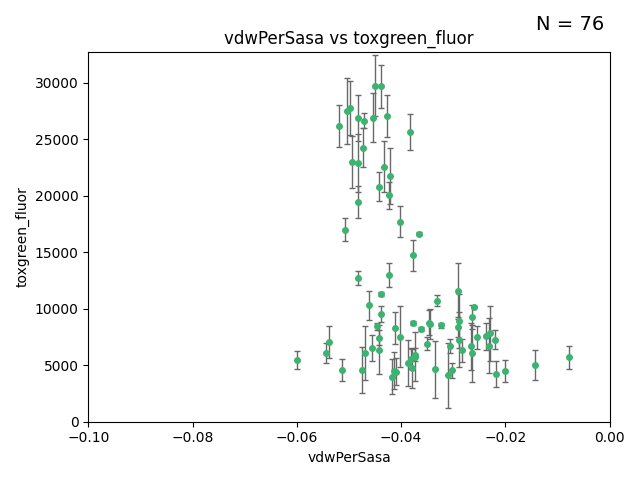 N = 76
vdwPerSasa vs toxgreen_fluor
30000
25000
20000
15000
10000
5000
0
toxgreen_fluor
−0.10 −0.08 −0.06 −0.04 −0.02 0.00
vdwPerSasa